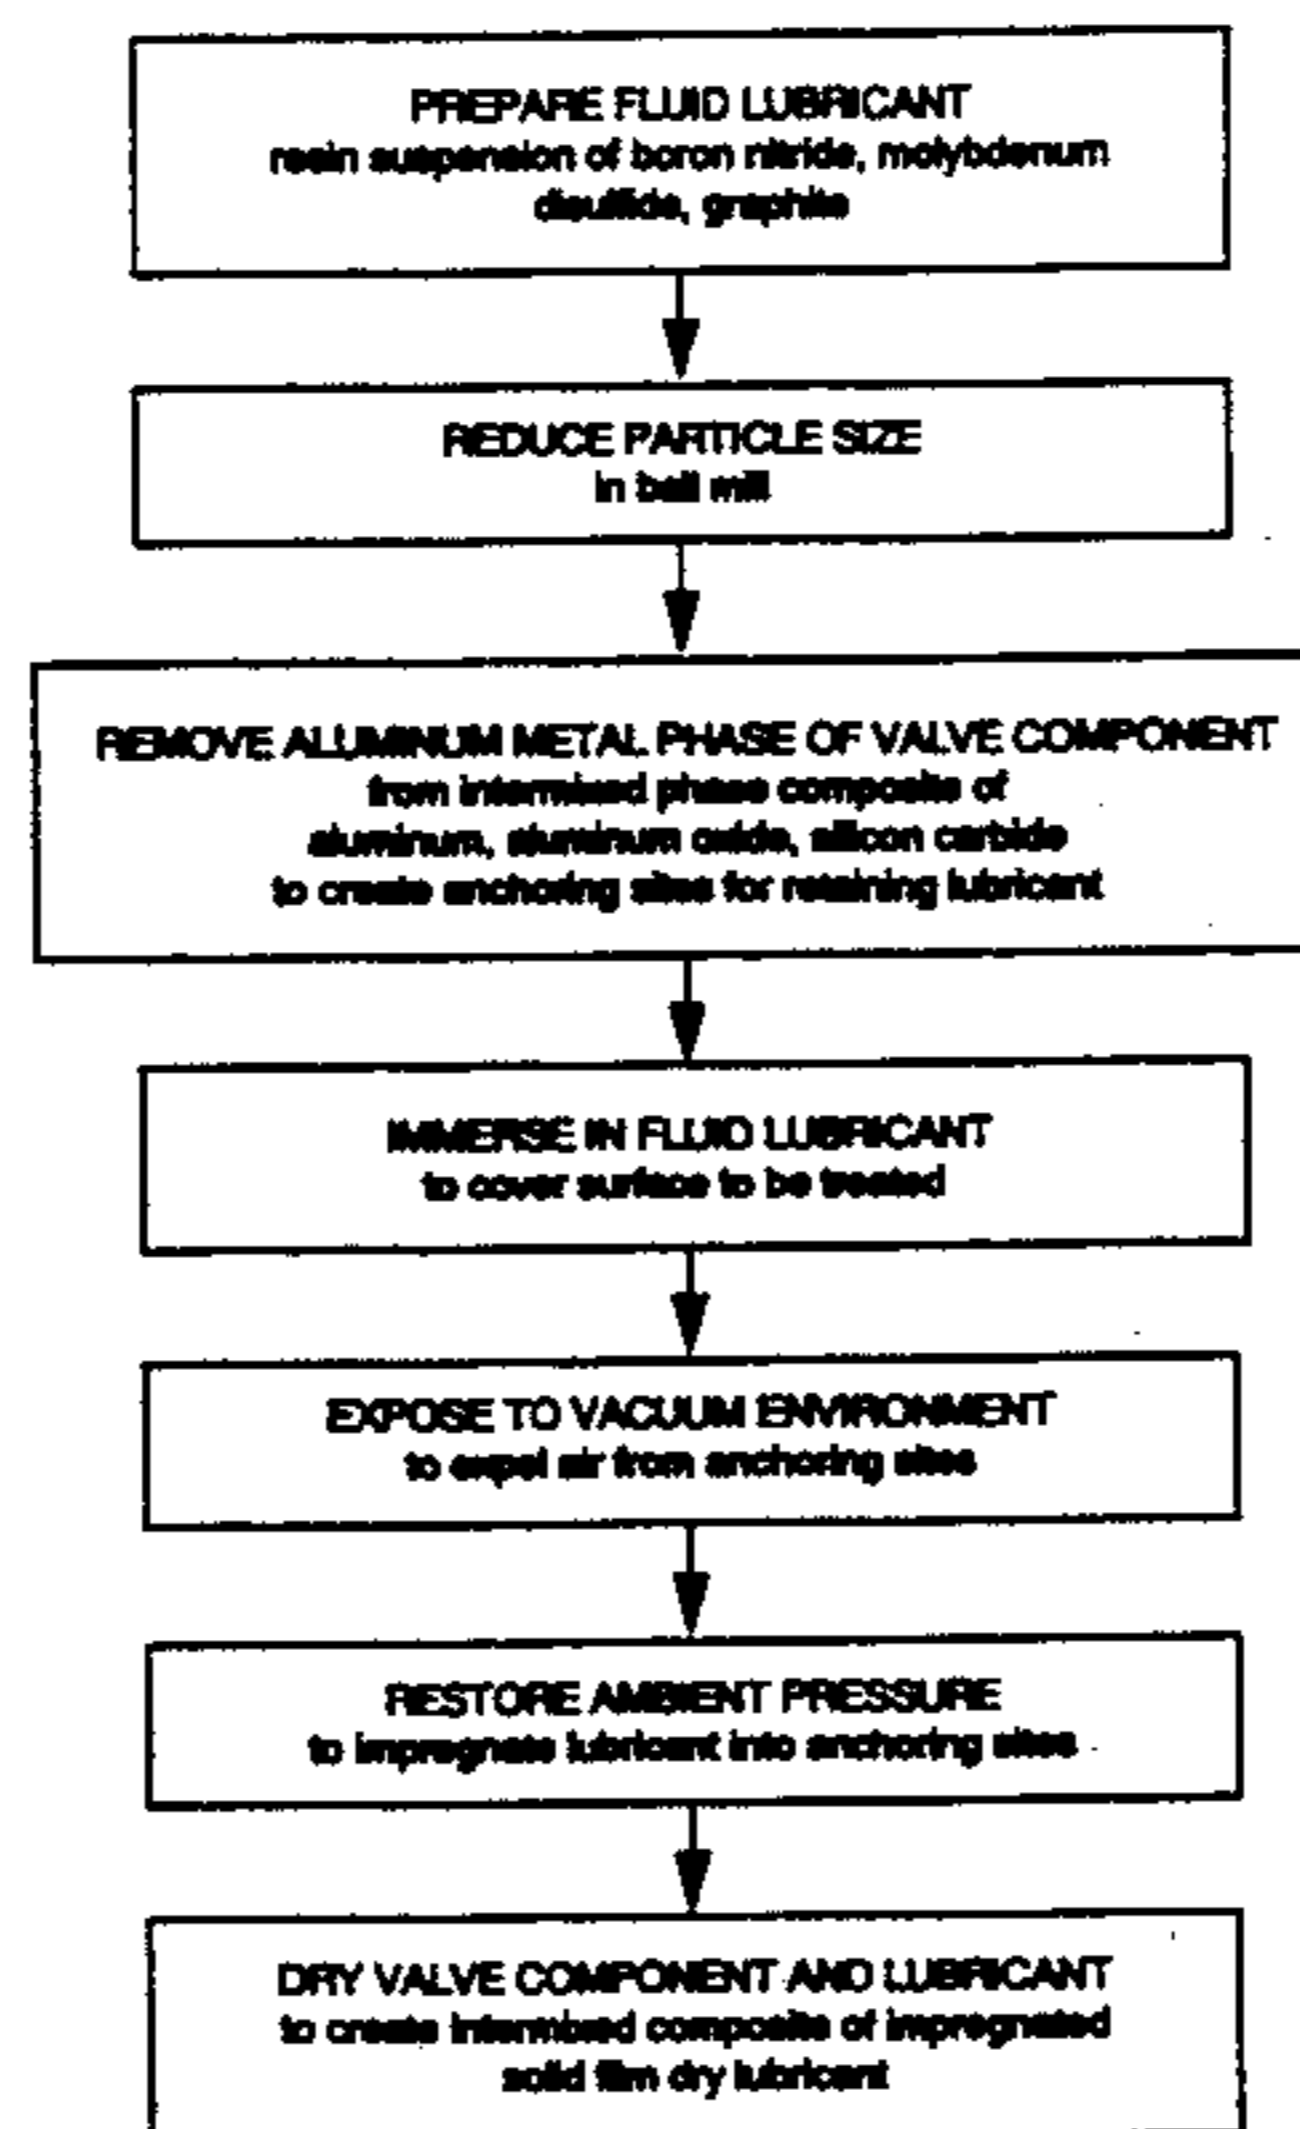 PREPARE FLUID LUBRICANT
resin suspension of boron nitride, molybdenum
disulfide, graphite
REDUCE PARTICLE SIZE
in ball mill
REMOVE ALUMINUM METAL PHASE OF VALVE COMPONENT
from intermixed phase composite of
aluminum, aluminum oxide, silicon carbide
to create anchoring sites for retaining lubricant
IMMERSE IN FLUID LUBRICANT
to cover surface to be treated
EXPOSE TO VACUUM ENVIRONMENT
to expel air from anchoring sites
RESTORE AMBIENT PRESSURE
to impregnate lubricant into anchoring sites
DRY VALVE COMPONENT AND LUBRICANT
to create intermixed composite of impregnated
solid film dry lubricant